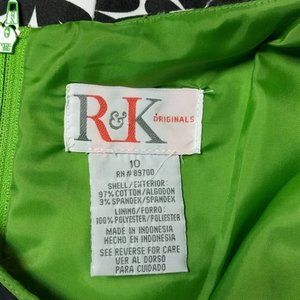 R&K ORIGINALS
10
RN # 89700
SHELL/EXTERIOR:
97% COTTON/ALGODON
3% SPANDEX/SPANDEX
LINING/FORRO:
100% POLYESTER/POLIESTER
MADE IN INDONESIA
HECHO EN INDONESIA
SEE REVERSE FOR CARE
VER AL DORSO
PARA CUIDADO